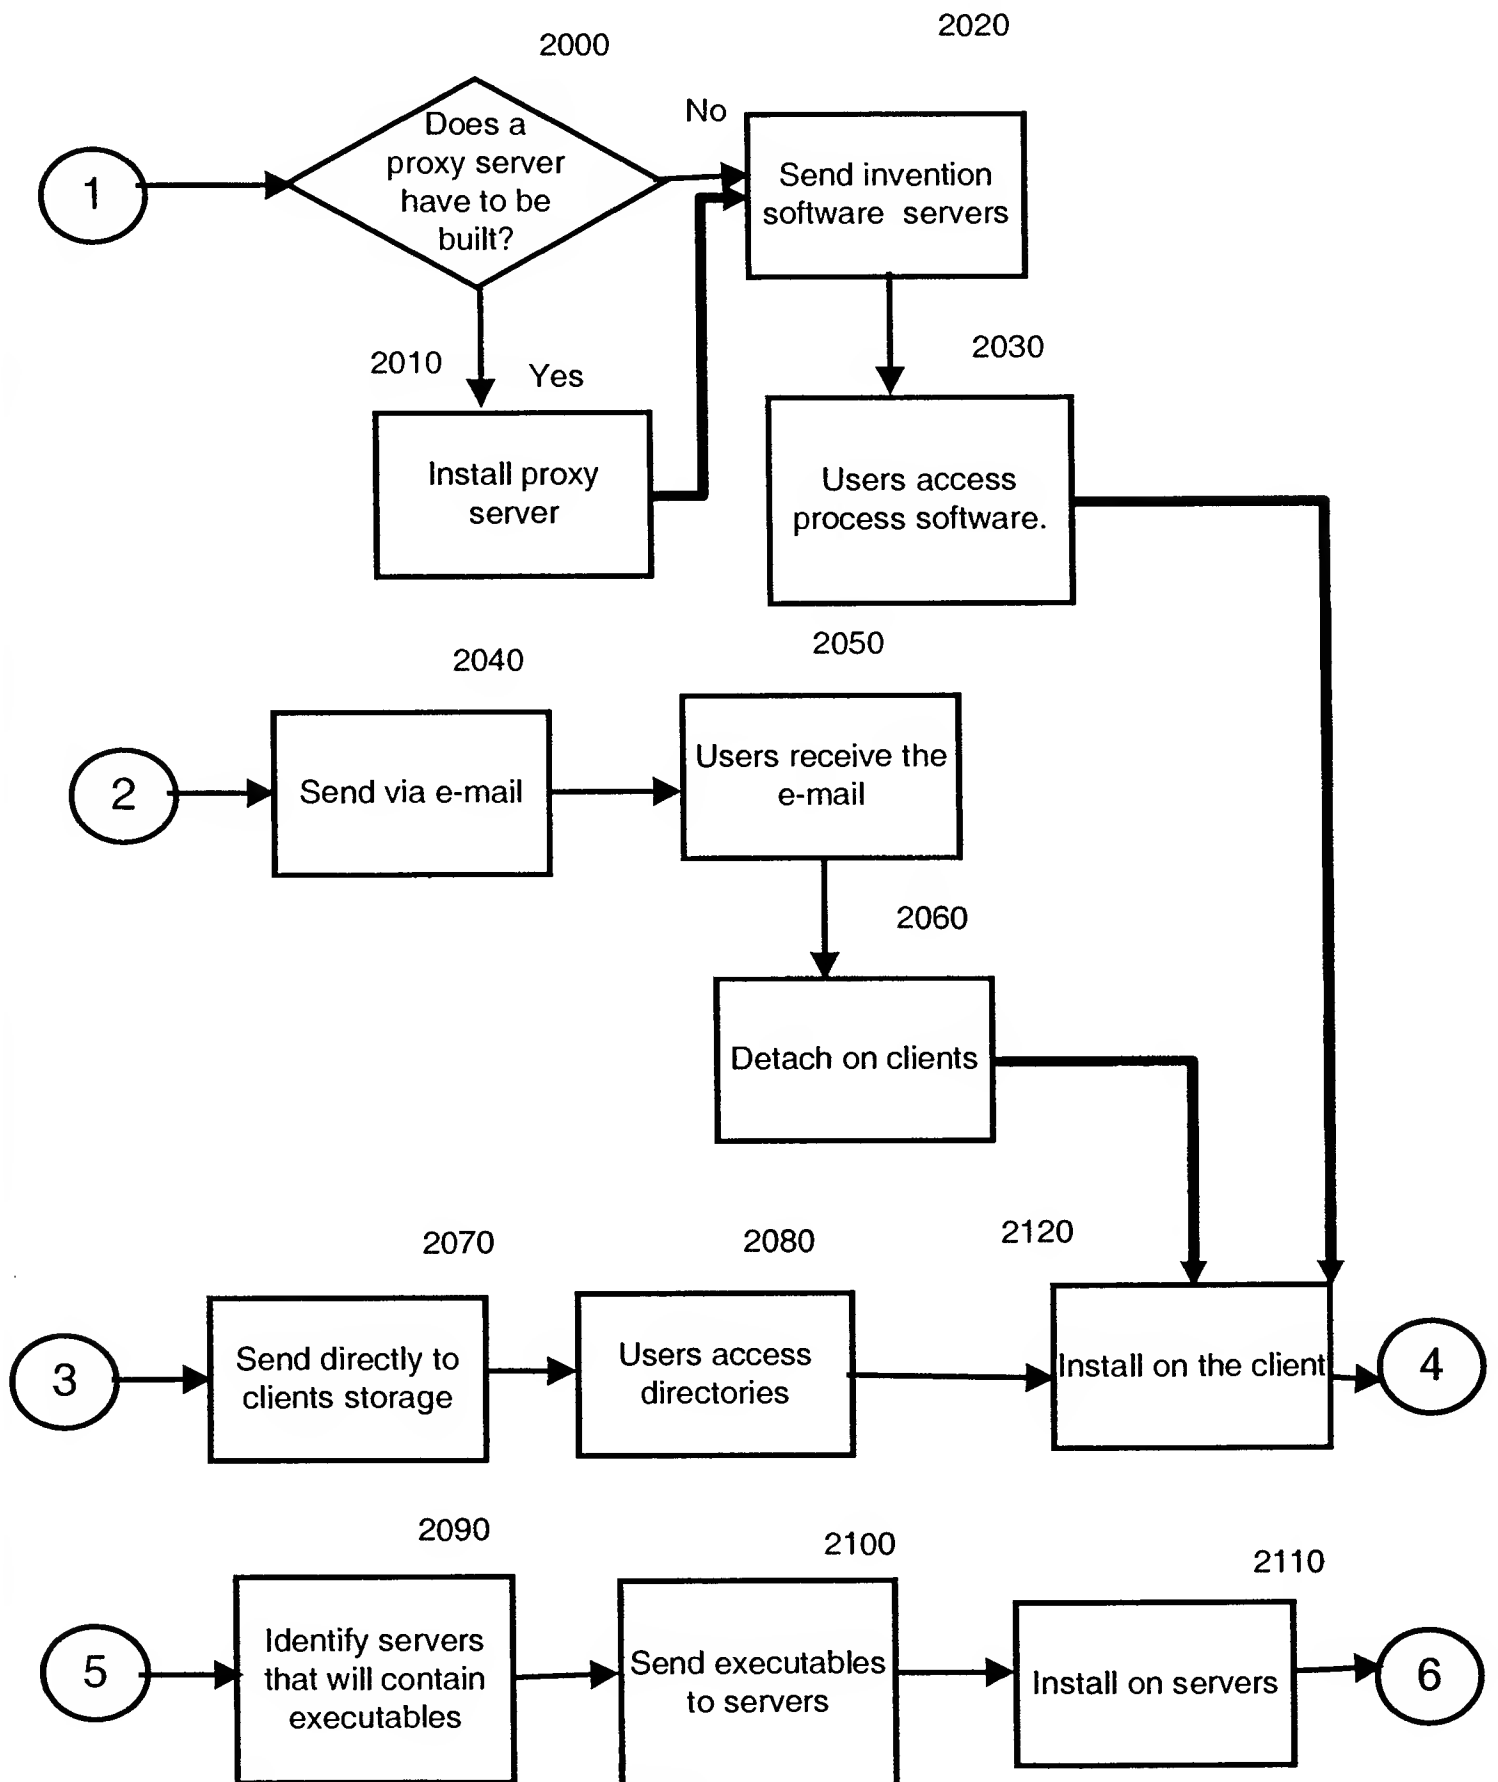 2000
2020
Does a
proxy server
have to be
built?
No
1
Send invention
software servers
2010
Yes
2030
Install proxy
server
Users access
process software.
2040
2050
2
Send via e-mail
Users receive the
e-mail
2060
Detach on clients
2070
2080
2120
3
Send directly to
clients storage
Users access
directories
Install on the client
4
2090
2100
2110
5
Identify servers
that will contain
executables
Send executables
to servers
Install on servers
6